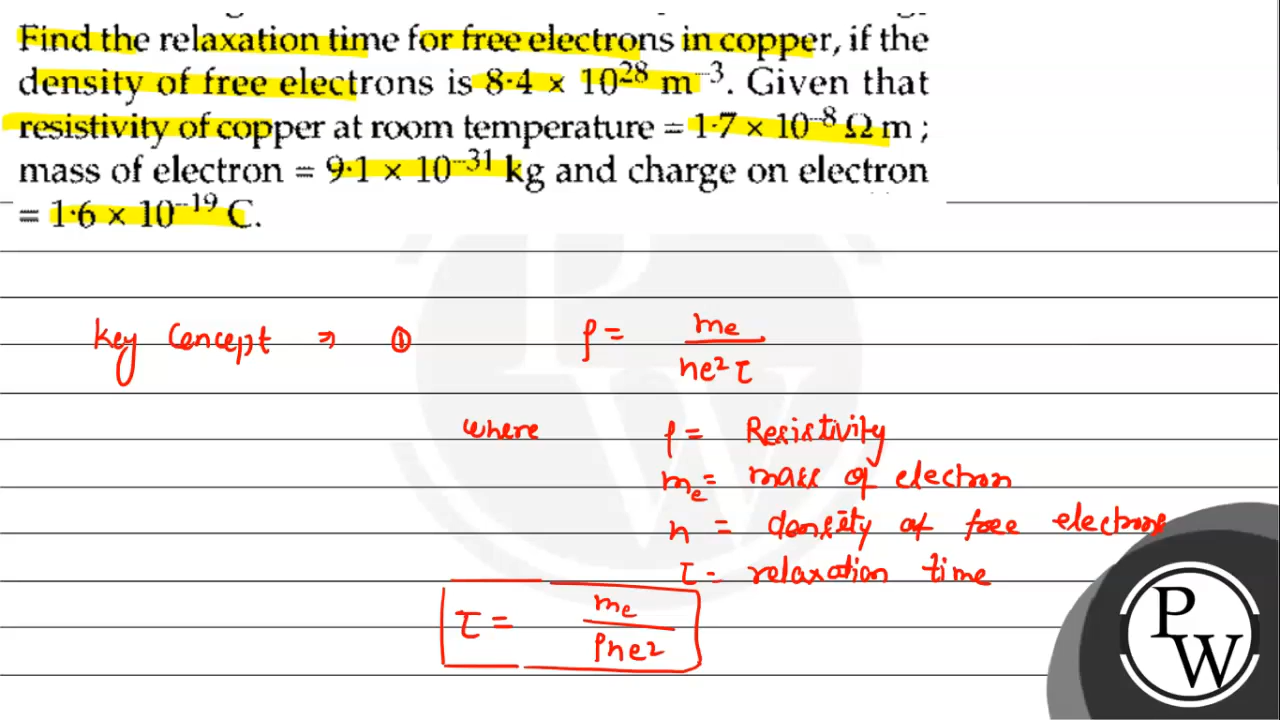 Find the relaxation time for free electrons in copper, if the
density of free electrons is 8·4 × 10²⁸ m⁻³. Given that
resistivity of copper at room temperature = 1·7 × 10⁻⁸ Ω m ;
mass of electron = 9·1 × 10⁻³¹ kg and charge on electron
= 1·6 × 10⁻¹⁹ C.
Key Concept ⇒ ① ρ = mₑ / ne²τ
where ρ = Resistivity
mₑ = mass of electron
n = density of free electrons
τ = relaxation time
τ = mₑ / ρne²
PW